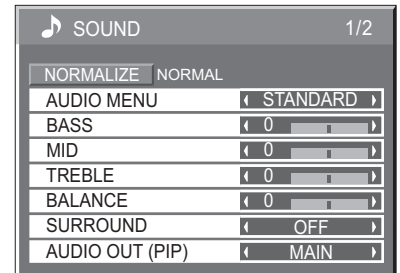 SOUND 1/2
NORMALIZE NORMAL
AUDIO MENU STANDARD
BASS 0
MID 0
TREBLE 0
BALANCE 0
SURROUND OFF
AUDIO OUT (PIP) MAIN